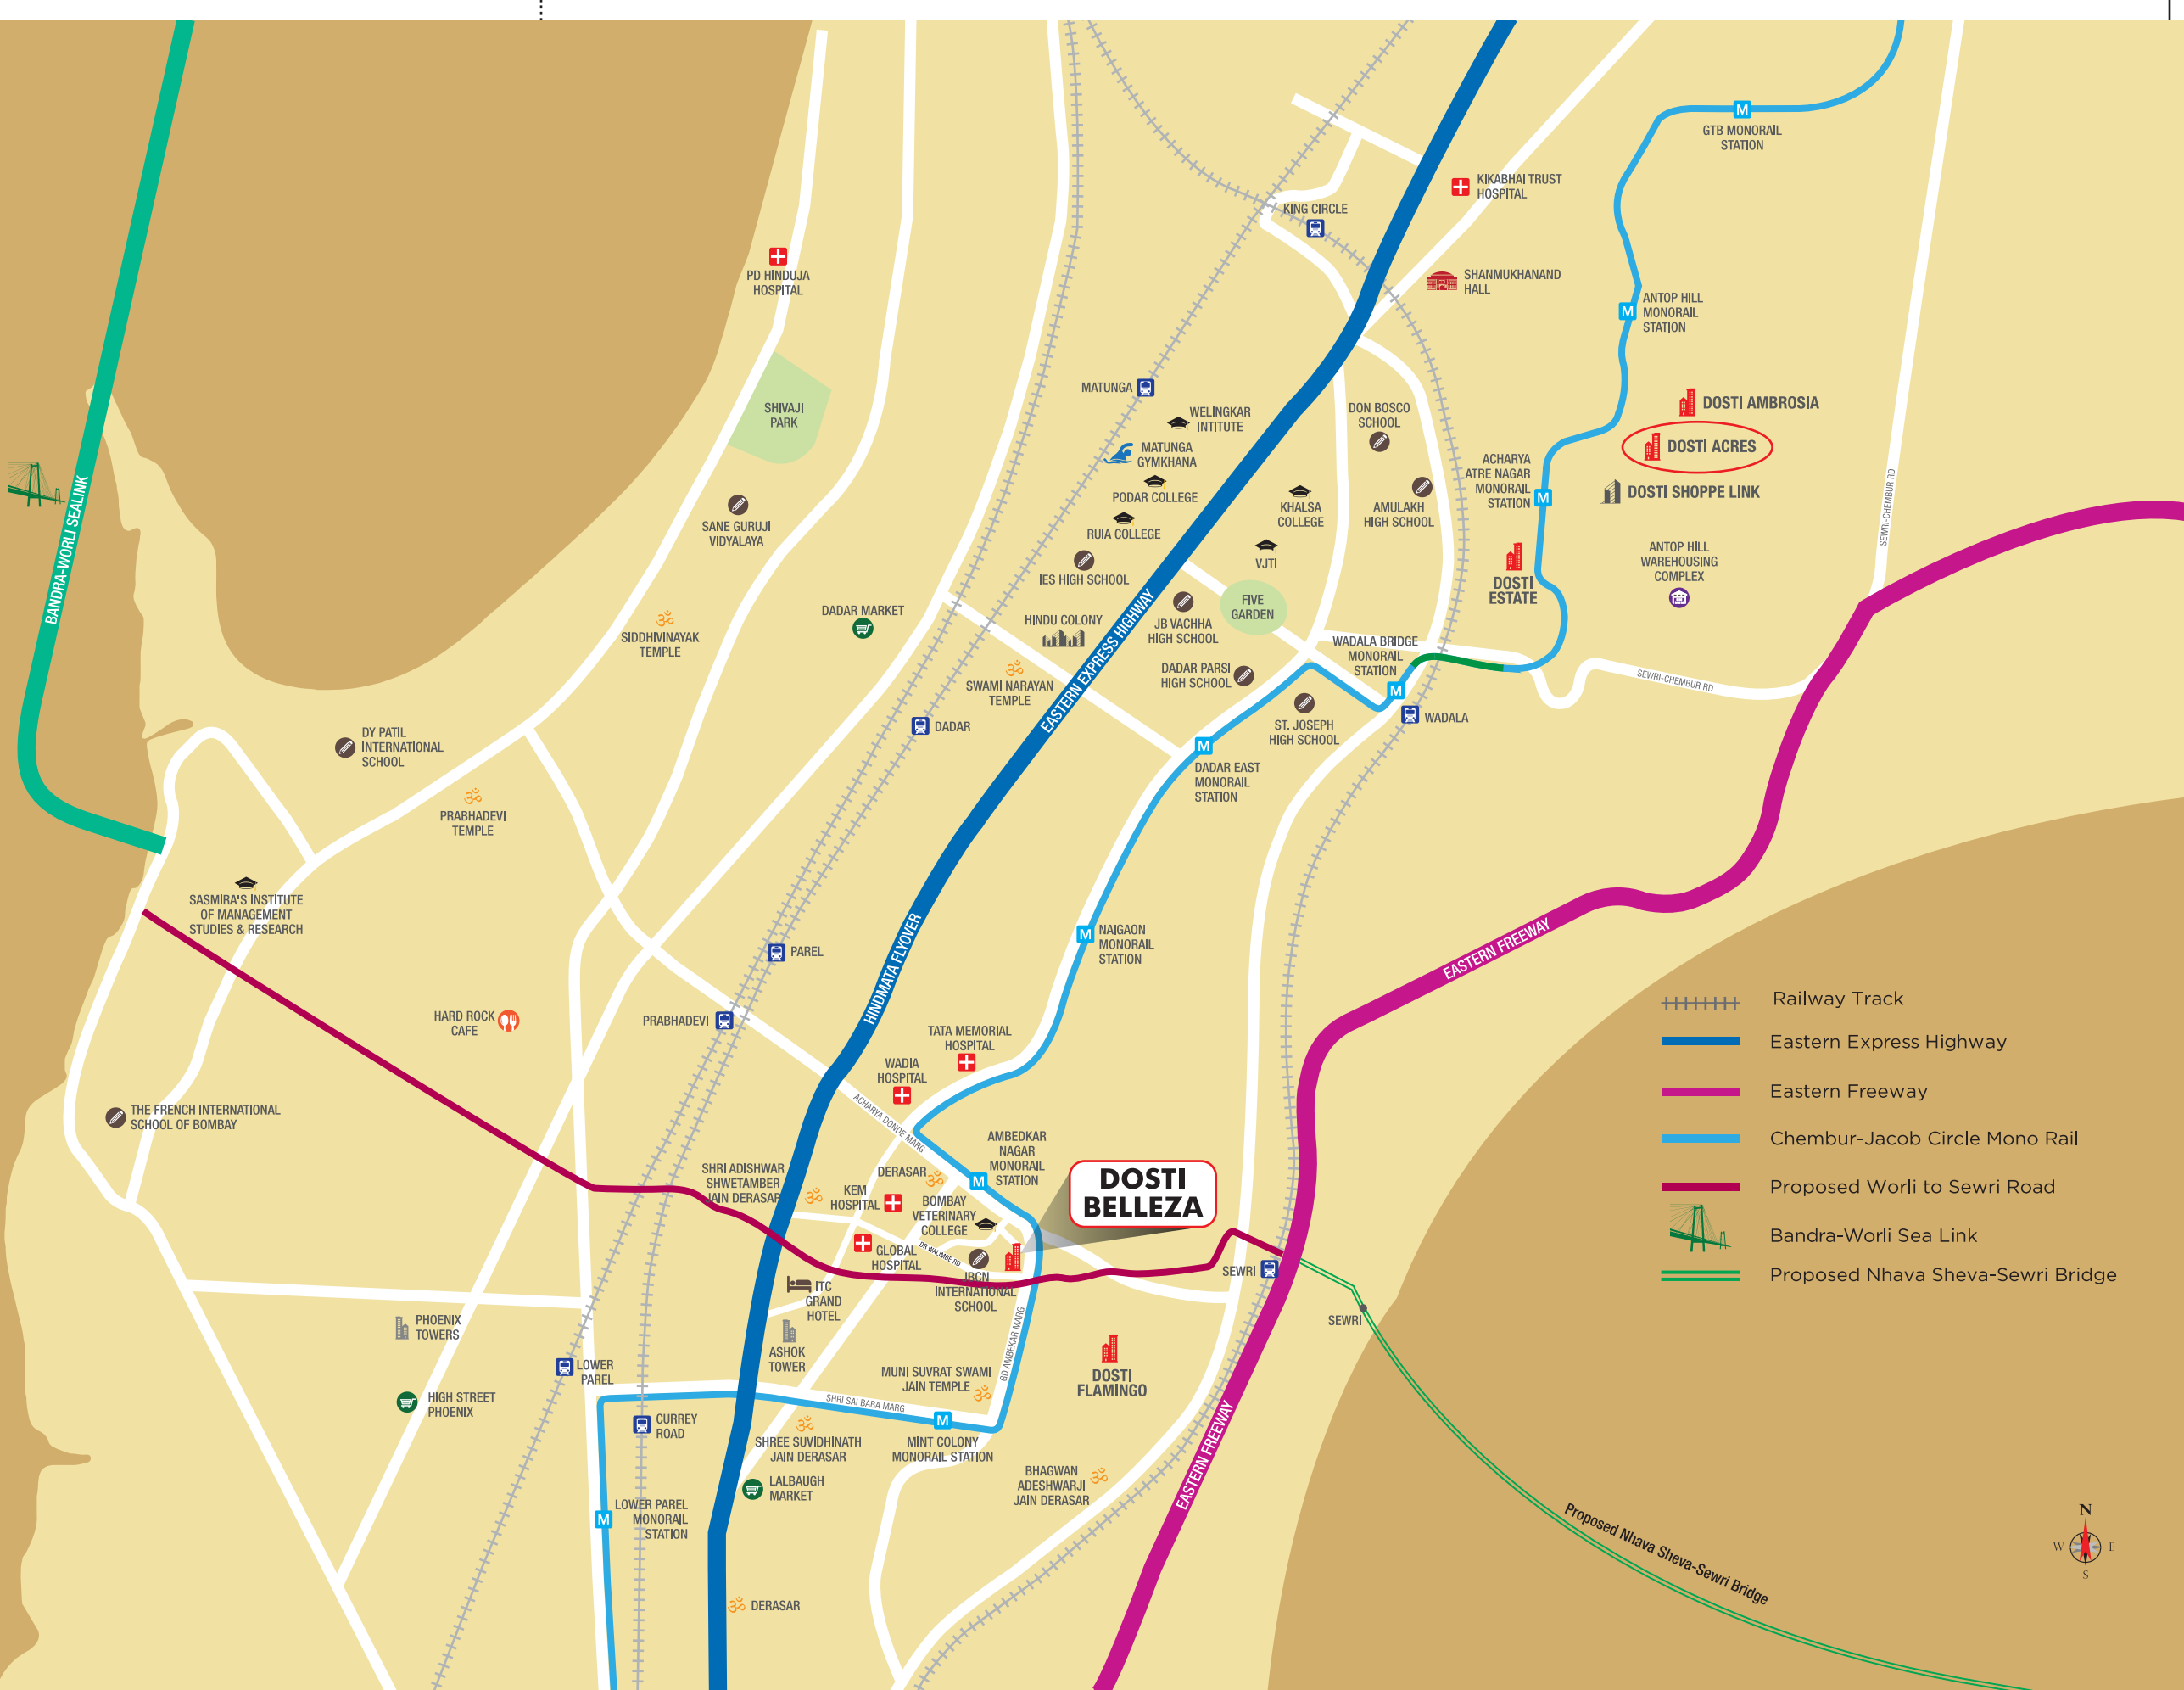 GTB MONORAIL
STATION
KIKABHAI TRUST
HOSPITAL
KING CIRCLE
PD HINDUJA
HOSPITAL
SHANMUKHANAND
HALL
ANTOP HILL
MONORAIL
STATION
MATUNGA
SHIVAJI
PARK
WELINGKAR
INTITUTE
DON BOSCO
SCHOOL
DOSTI AMBROSIA
DOSTI ACRES
MATUNGA
GYMKHANA
ACHARYA
ATRE NAGAR
MONORAIL
STATION
DOSTI SHOPPE LINK
PODAR COLLEGE
KHALSA
COLLEGE
AMULAKH
HIGH SCHOOL
SEWRI-CHEMBUR RD
BANDRA-WORLI SEALINK
SANE GURUJI
VIDYALAYA
RUIA COLLEGE
VJTI
ANTOP HILL
WAREHOUSING
COMPLEX
IES HIGH SCHOOL
DOSTI
ESTATE
DADAR MARKET
HINDU COLONY
EASTERN EXPRESS HIGHWAY
JB VACHHA
HIGH SCHOOL
FIVE
GARDEN
SIDDHIVINAYAK
TEMPLE
WADALA BRIDGE
MONORAIL
STATION
DADAR PARSI
HIGH SCHOOL
SWAMI NARAYAN
TEMPLE
SEWRI-CHEMBUR RD
DADAR
WADALA
ST. JOSEPH
HIGH SCHOOL
DY PATIL
INTERNATIONAL
SCHOOL
DADAR EAST
MONORAIL
STATION
PRABHADEVI
TEMPLE
SASMIRA'S INSTITUTE
OF MANAGEMENT
STUDIES & RESEARCH
PAREL
HINDMATA FLYOVER
NAIGAON
MONORAIL
STATION
EASTERN FREEWAY
HARD ROCK
CAFE
PRABHADEVI
TATA MEMORIAL
HOSPITAL
WADIA
HOSPITAL
Railway Track
Eastern Express Highway
Eastern Freeway
Chembur-Jacob Circle Mono Rail
Proposed Worli to Sewri Road
Bandra-Worli Sea Link
Proposed Nhava Sheva-Sewri Bridge
THE FRENCH INTERNATIONAL
SCHOOL OF BOMBAY
ACHARYA DONDE MARG
AMBEDKAR
NAGAR
MONORAIL
STATION
SHRI ADISHWAR
SHWETAMBER
JAIN DERASAR
DERASAR
KEM
HOSPITAL
BOMBAY
VETERINARY
COLLEGE
DOSTI
BELLEZA
GLOBAL
HOSPITAL
DR WALIMBE RD
IBCN
INTERNATIONAL
SCHOOL
SEWRI
ITC
GRAND
HOTEL
SEWRI
PHOENIX
TOWERS
ASHOK
TOWER
GD AMBEKAR MARG
LOWER
PAREL
MUNI SUVRAT SWAMI
JAIN TEMPLE
DOSTI
FLAMINGO
HIGH STREET
PHOENIX
SHRI SAI BABA MARG
CURREY
ROAD
SHREE SUVIDHINATH
JAIN DERASAR
MINT COLONY
MONORAIL STATION
EASTERN FREEWAY
LALBAUGH
MARKET
BHAGWAN
ADESHWARJI
JAIN DERASAR
LOWER PAREL
MONORAIL
STATION
Proposed Nhava Sheva-Sewri Bridge
N
W E
S
DERASAR